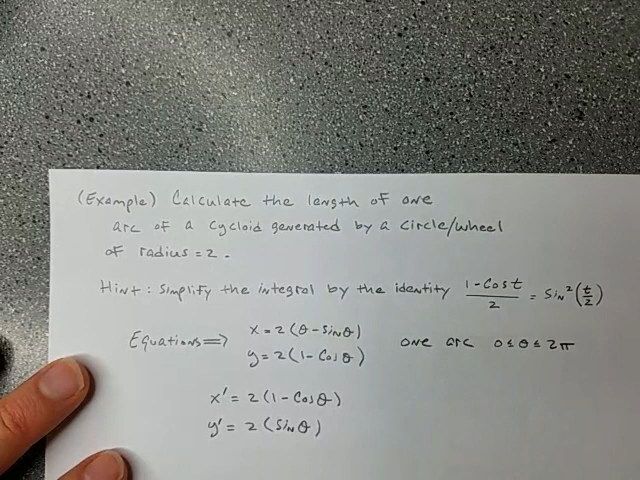 (Example) Calculate the length of one
arc of a cycloid generated by a circle/wheel
of radius = 2.
Hint: Simplify the integral by the identity (1 - Cos t)/2 = Sin²(t/2)
Equations ⇒ x = 2(θ - Sinθ)
y = 2(1 - Cosθ) one arc 0 ≤ θ ≤ 2π
x' = 2(1 - Cosθ)
y' = 2(Sinθ)